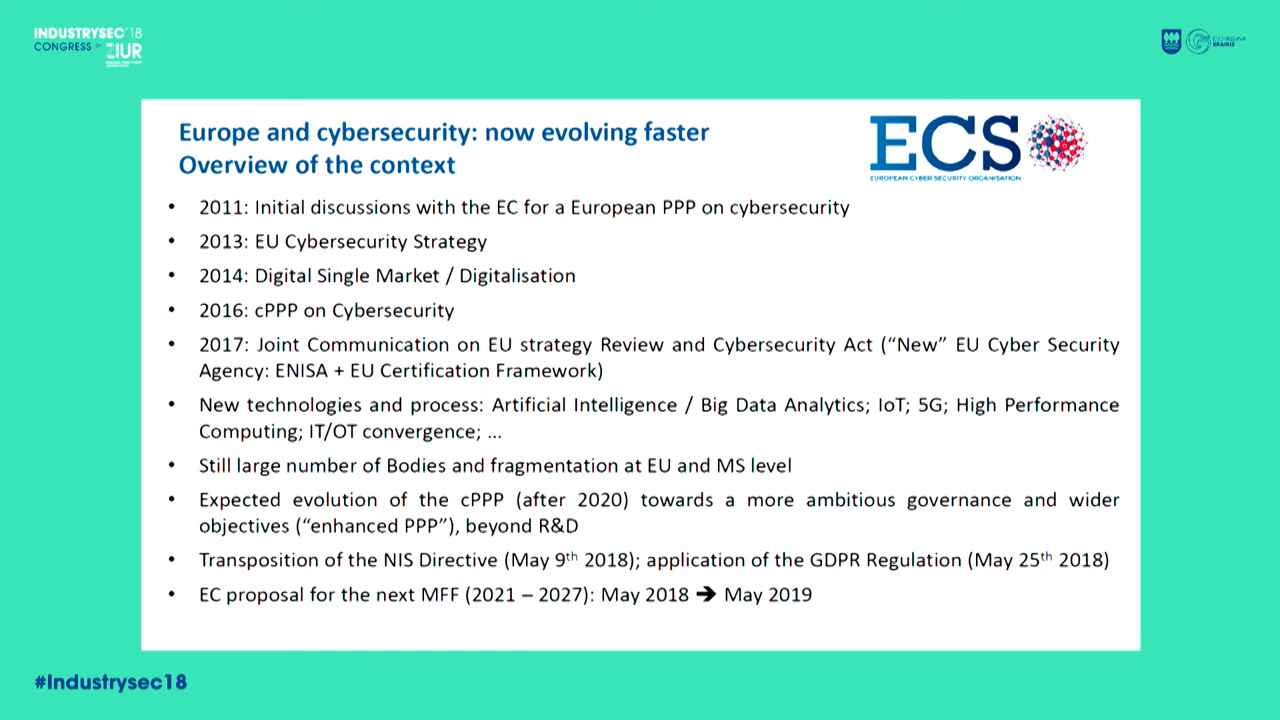 INDUSTRYSEC'18
CONGRESS BY ZIUR
Europe and cybersecurity: now evolving faster
Overview of the context
ECS
EUROPEAN CYBER SECURITY ORGANISATION
• 2011: Initial discussions with the EC for a European PPP on cybersecurity
• 2013: EU Cybersecurity Strategy
• 2014: Digital Single Market / Digitalisation
• 2016: cPPP on Cybersecurity
• 2017: Joint Communication on EU strategy Review and Cybersecurity Act (“New” EU Cyber Security
Agency: ENISA + EU Certification Framework)
• New technologies and process: Artificial Intelligence / Big Data Analytics; IoT; 5G; High Performance
Computing; IT/OT convergence; ...
• Still large number of Bodies and fragmentation at EU and MS level
• Expected evolution of the cPPP (after 2020) towards a more ambitious governance and wider
objectives (“enhanced PPP”), beyond R&D
• Transposition of the NIS Directive (May 9th 2018); application of the GDPR Regulation (May 25th 2018)
• EC proposal for the next MFF (2021 – 2027): May 2018 ➔ May 2019
#Industrysec18